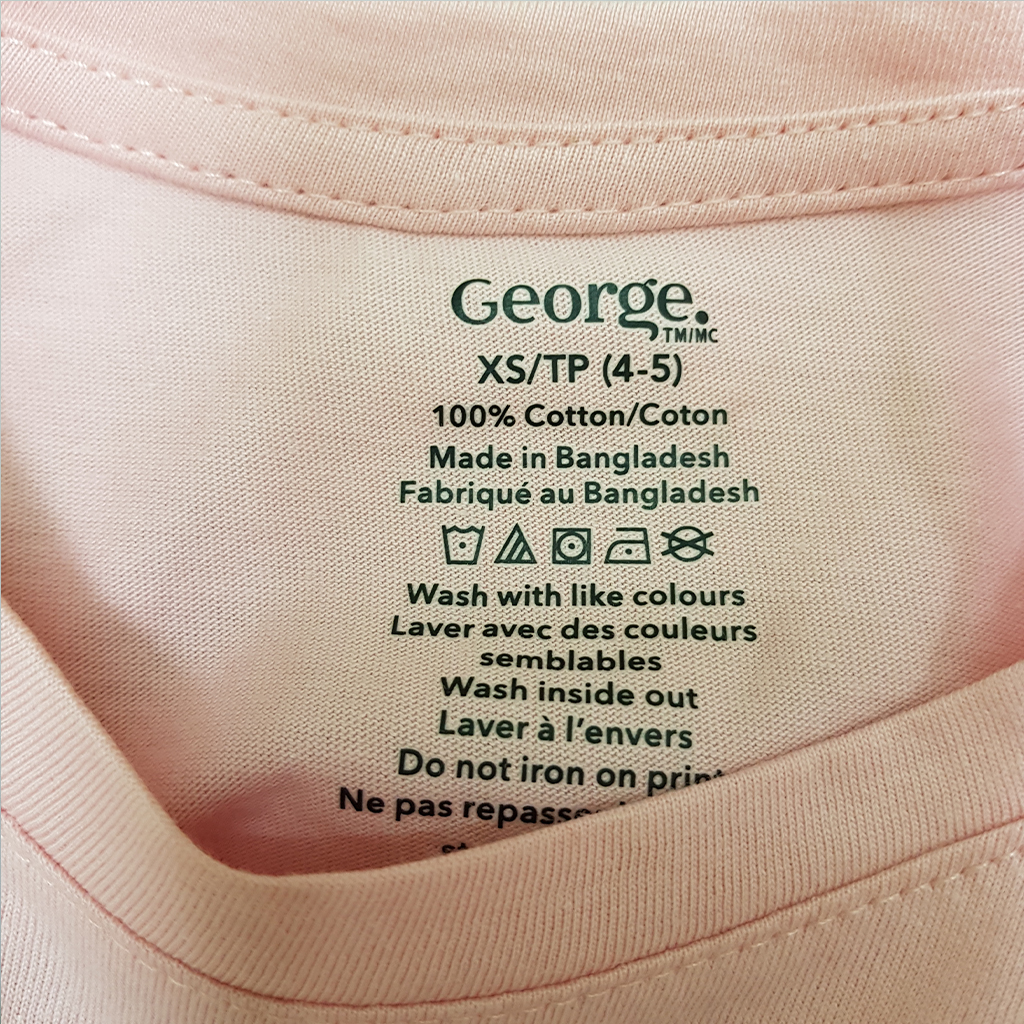 George.
TM/MC
XS/TP (4-5)
100% Cotton/Coton
Made in Bangladesh
Fabriqué au Bangladesh
Wash with like colours
Laver avec des couleurs
semblables
Wash inside out
Laver à l’envers
Do not iron on print
Ne pas repasser